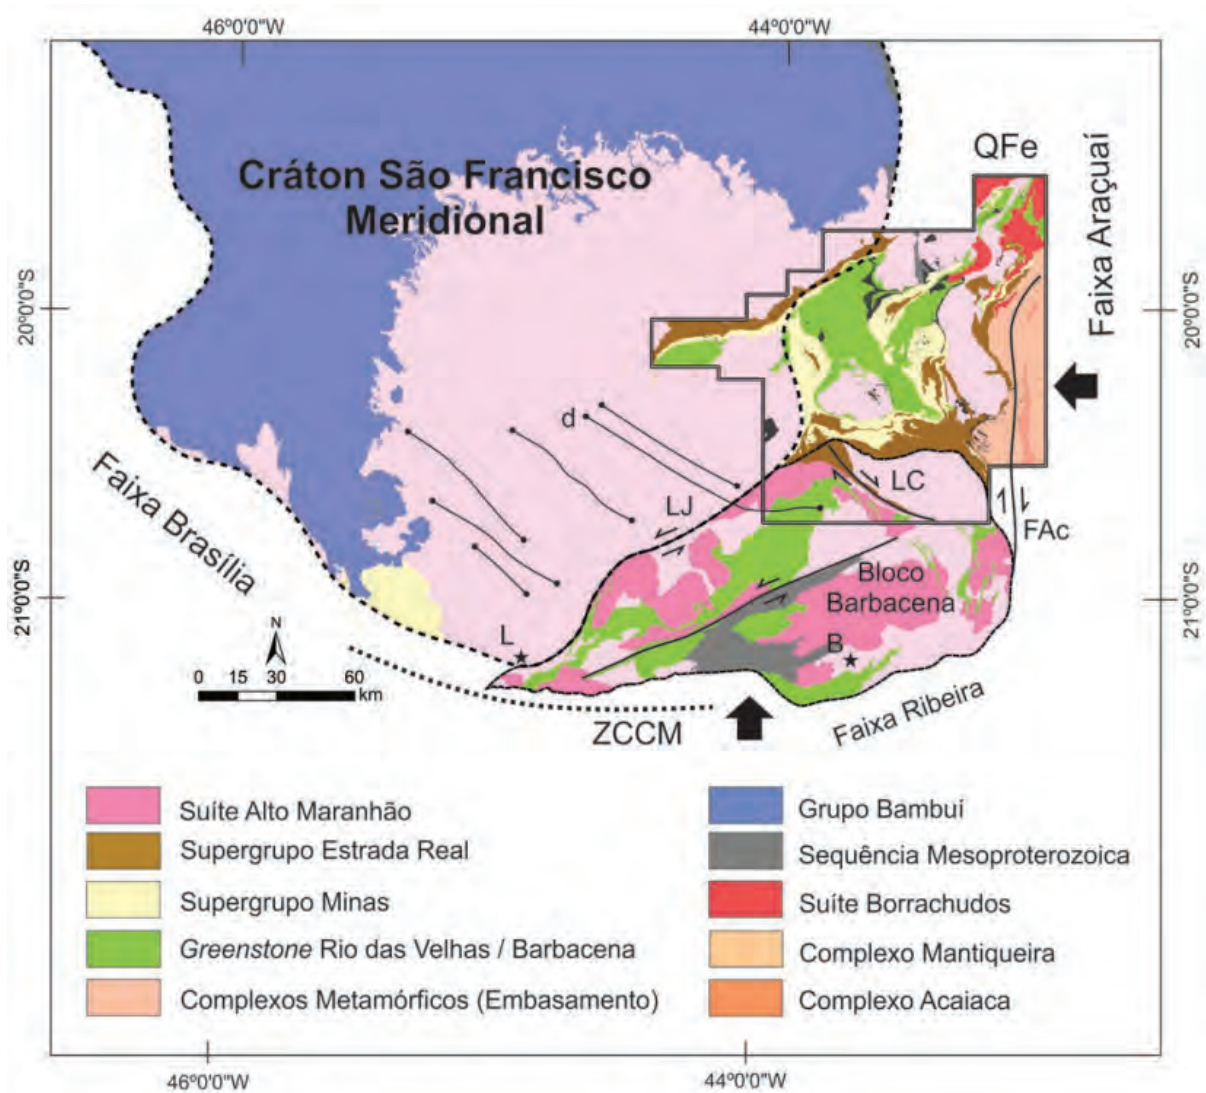 46º0'0"W
44º0'0"W
QFe
Cráton São Francisco
Meridional
Faixa Araçuaí
20º0'0"S
20º0'0"S
d
LC
LJ
FAc
Faixa Brasília
Bloco
Barbacena
21º0'0"S
21º0'0"S
N
L
B
0 15 30 60
km
Faixa Ribeira
ZCCM
Suíte Alto Maranhão
Supergrupo Estrada Real
Supergrupo Minas
Greenstone Rio das Velhas / Barbacena
Complexos Metamórficos (Embasamento)
Grupo Bambuí
Sequência Mesoproterozoica
Suíte Borrachudos
Complexo Mantiqueira
Complexo Acaiaca
46º0'0"W
44º0'0"W